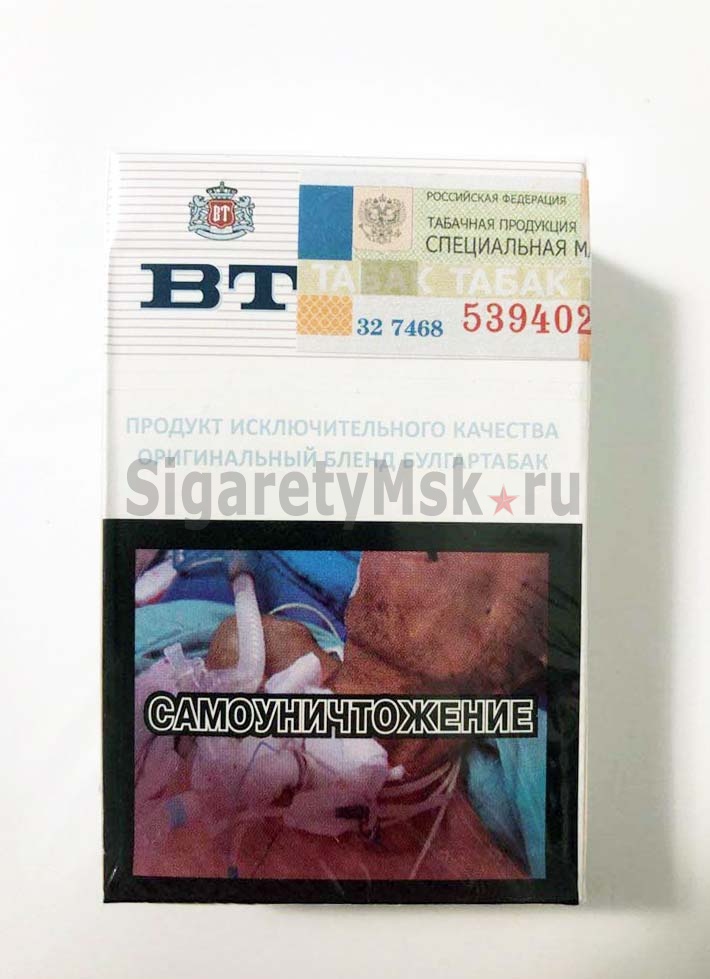 РОССИЙСКАЯ ФЕДЕРАЦИЯ
ТАБАЧНАЯ ПРОДУКЦИЯ
СПЕЦИАЛЬНАЯ
BT
BT
ТАБАК ТАБАК
32 7468 539402
ПРОДУКТ ИСКЛЮЧИТЕЛЬНОГО КАЧЕСТВА
ОРИГИНАЛЬНЫЙ БЛЕНД БУЛГАРТАБАК
SigaretyMsk.ru
САМОУНИЧТОЖЕНИЕ